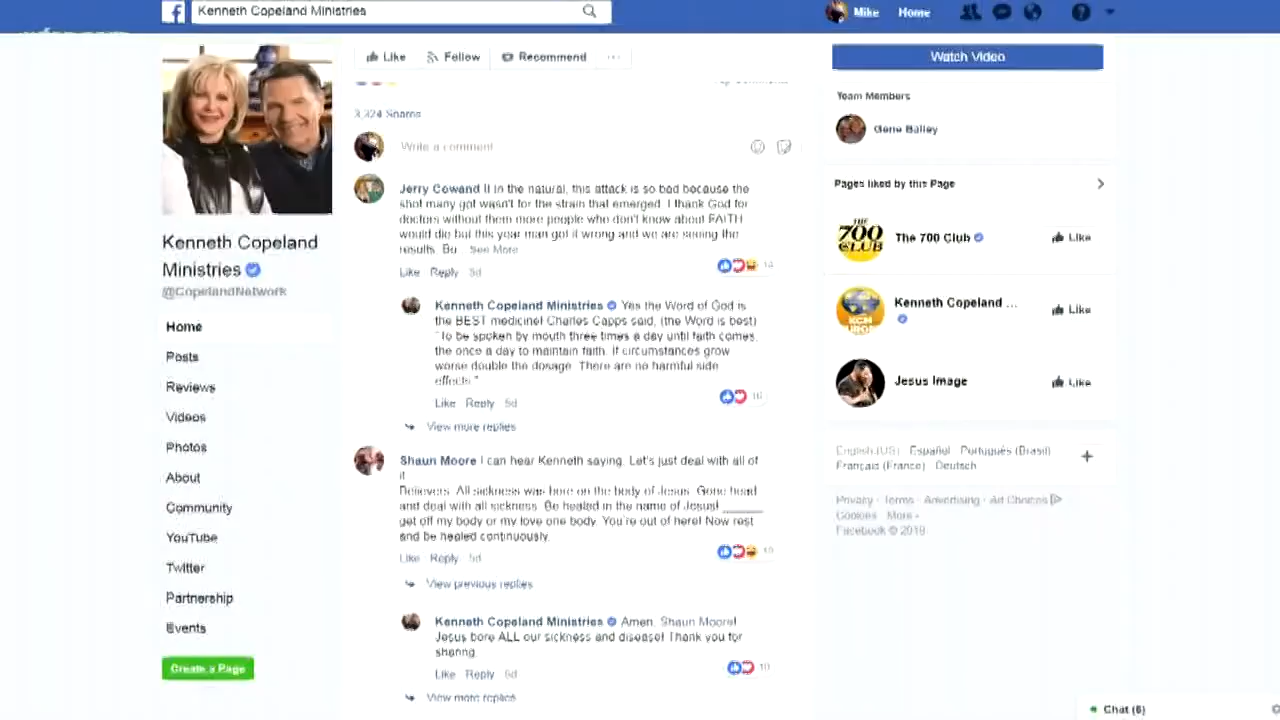 Kenneth Copeland Ministries
Mike Home
Like Follow Recommend
Watch Video
Team Members
Gene Bailey
Pages liked by this Page
The 700 Club
Like
Kenneth Copeland ...
Like
Jesus Image
Like
English (US) Español Português (Brasil)
Français (France) Deutsch
Privacy · Terms · Advertising · Ad Choices
Cookies · More
Facebook © 2018
Kenneth Copeland
Ministries
@CopelandNetwork
Home
Posts
Reviews
Videos
Photos
About
Community
YouTube
Twitter
Partnership
Events
Create a Page
3,324 Shares
Write a comment
Jerry Cowand II In the natural, this attack is so bad because the
shot many got wasn't for the strain that emerged. I thank God for
doctors without them more people who don't know about FAITH
would die but this year man got it wrong and we are seeing the
results. Bu See More
Like Reply 5d
14
Kenneth Copeland Ministries Yes the Word of God is
the BEST medicine! Charles Capps said, (the Word is best)
"To be spoken by mouth three times a day until faith comes,
the once a day to maintain faith. If circumstances grow
worse double the dosage. There are no harmful side
effects."
Like Reply 5d
16
View more replies
Shaun Moore I can hear Kenneth saying. Let's just deal with all of
it
Believers. All sickness was bore on the body of Jesus. Gone head
and deal with all sickness. Be healed in the name of Jesus! ______
get off my body or my love one body. You're out of here! Now rest
and be healed continuously.
Like Reply 5d
View previous replies
Kenneth Copeland Ministries Amen, Shaun Moore!
Jesus bore ALL our sickness and disease! Thank you for
sharing.
Like Reply 5d
10
View more replies
Chat (6)